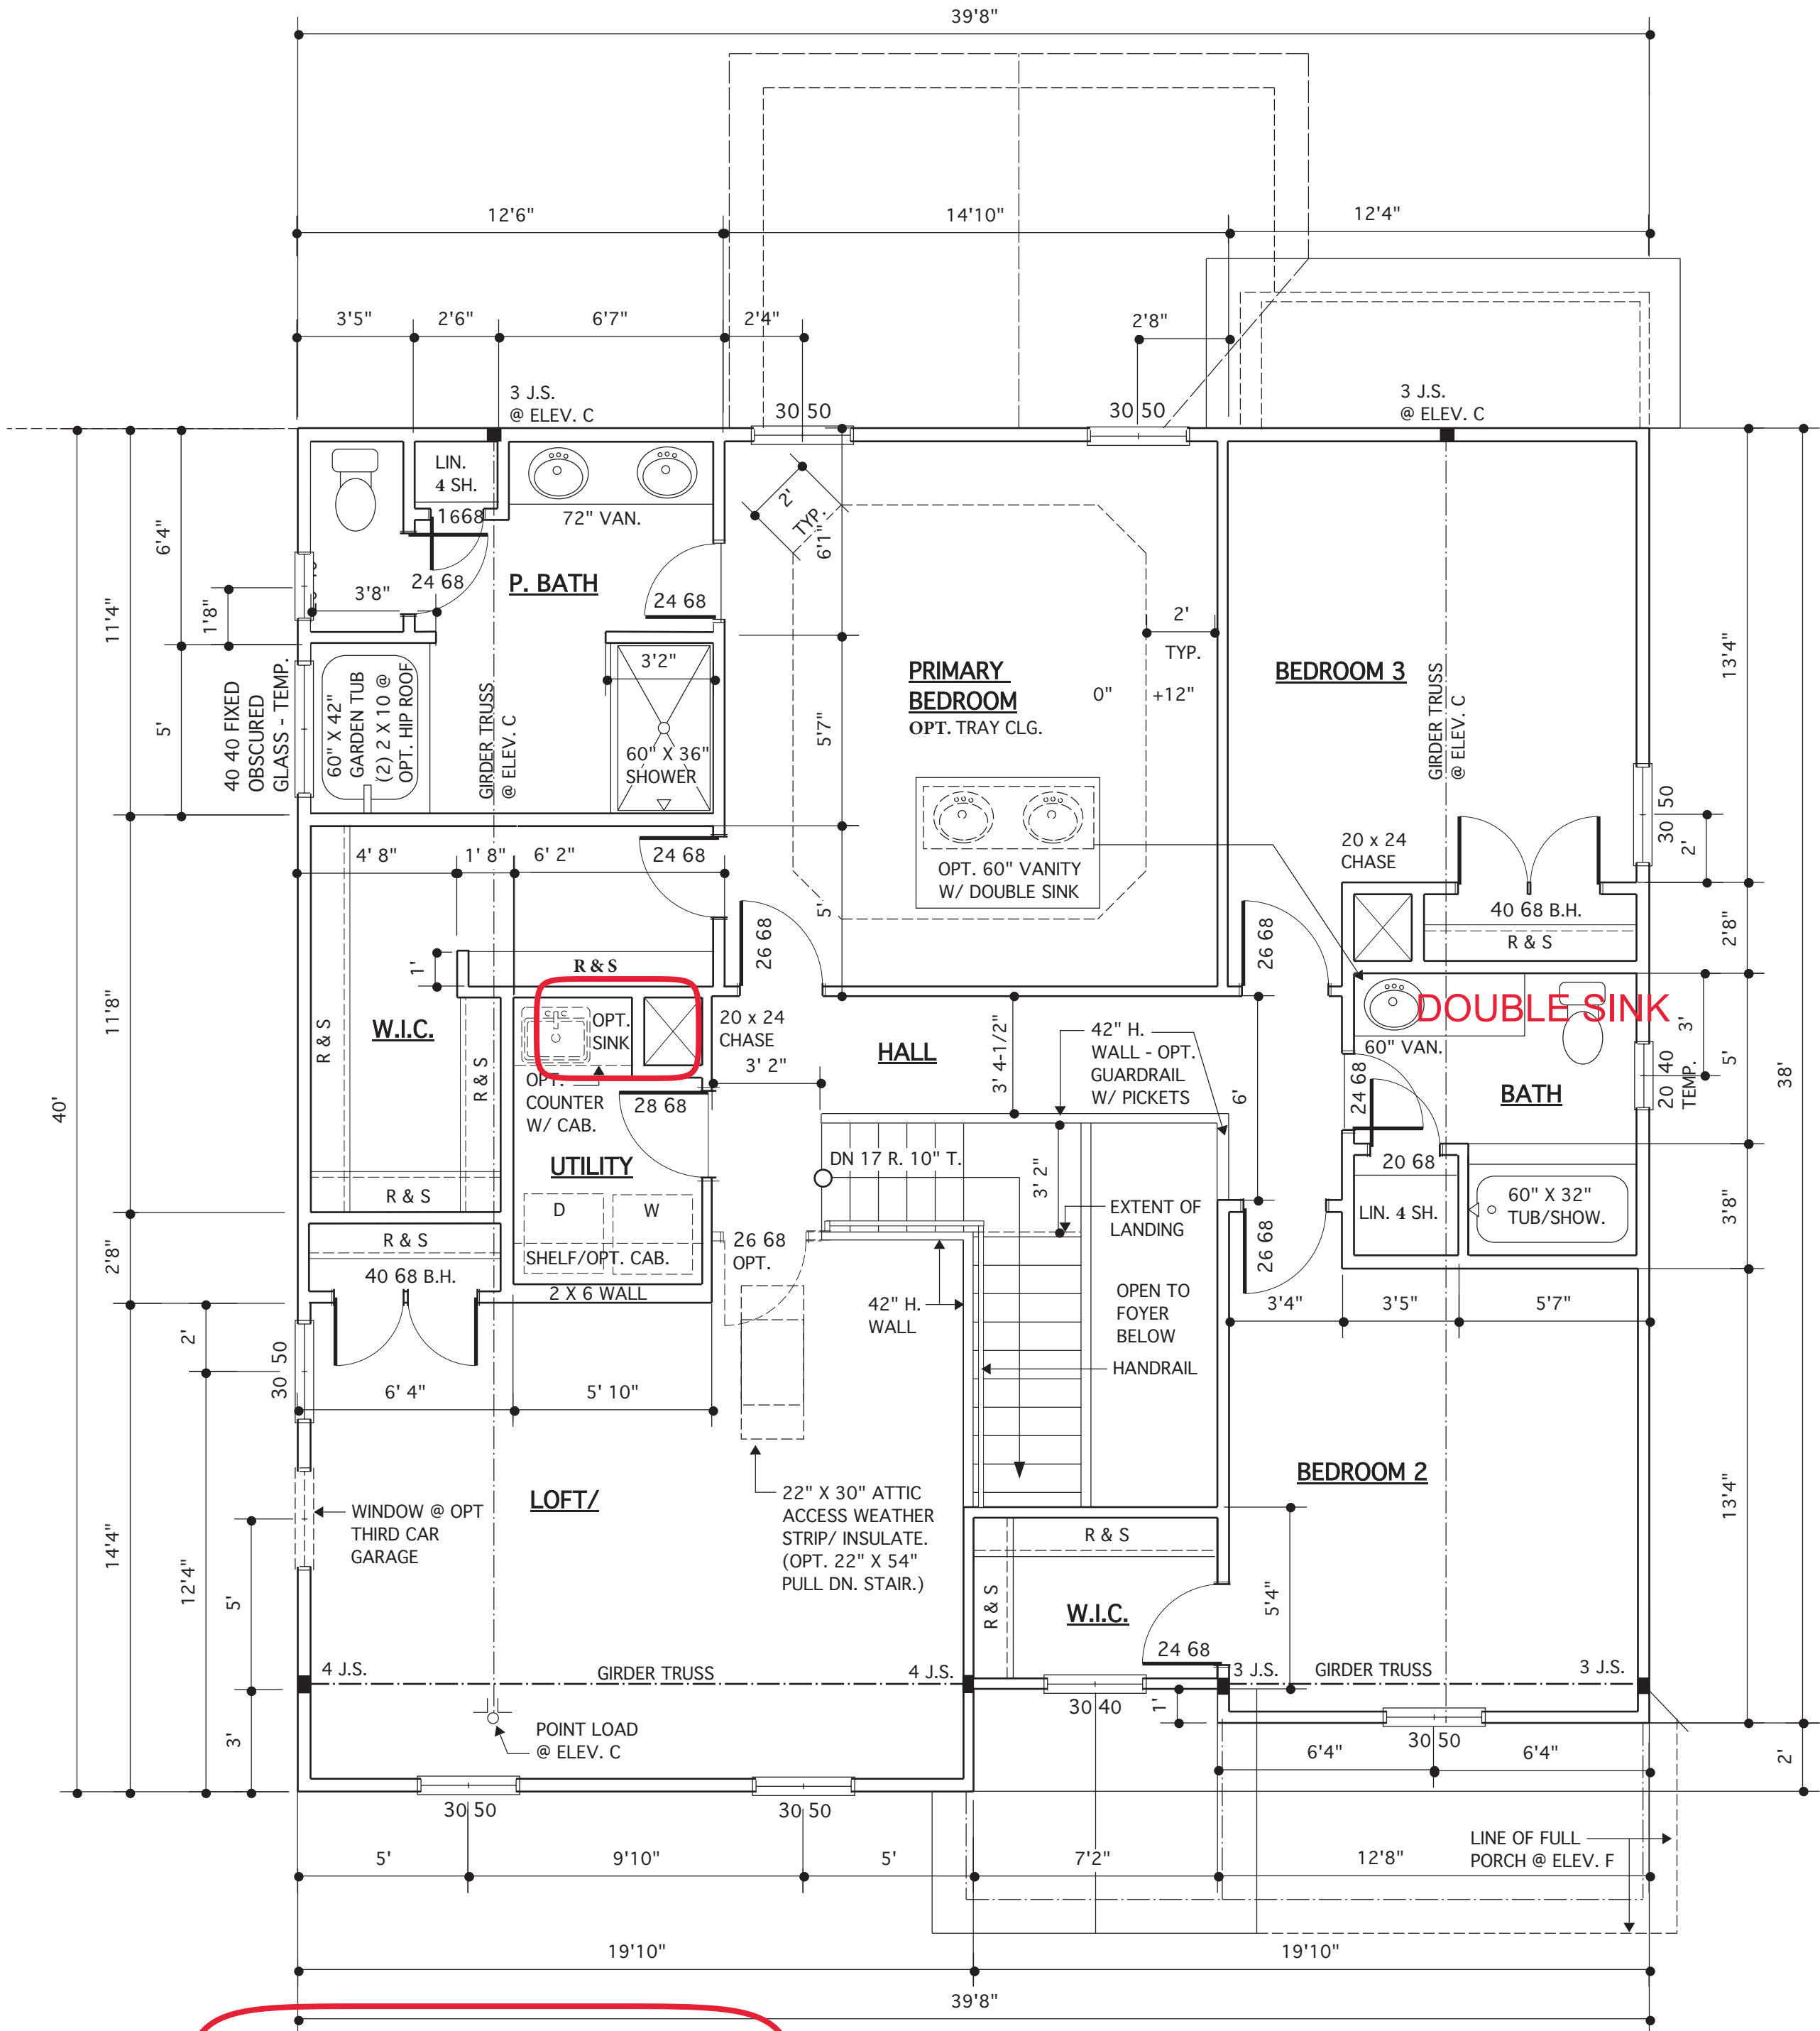 39'8"
12'6"
14'10"
12'4"
3'5"
2'6"
6'7"
2'4"
2'8"
3 J.S.
@ ELEV. C
3 J.S.
@ ELEV. C
30 50
30 50
LIN.
4 SH.
1668
72" VAN.
2'
TYP.
6'1"
6'4"
11'4"
1'8"
3'8"
24 68
P. BATH
24 68
2'
TYP.
13'4"
3'2"
PRIMARY
BEDROOM
OPT. TRAY CLG.
0"
+12"
BEDROOM 3
GIRDER TRUSS
@ ELEV. C
5'
40 40 FIXED
OBSCURED
GLASS - TEMP.
60" X 42"
GARDEN TUB
(2) 2 X 10 @
OPT. HIP ROOF
GIRDER TRUSS
@ ELEV. C
60" X 36"
SHOWER
5'7"
30 50
2'
4' 8"
1' 8"
6' 2"
24 68
OPT. 60" VANITY
W/ DOUBLE SINK
20 x 24
CHASE
5'
26 68
26 68
40 68 B.H.
R & S
2'8"
1'
R & S
11'8"
R & S
W.I.C.
R & S
OPT.
SINK
20 x 24
CHASE
3' 2"
OPT.
COUNTER
W/ CAB.
28 68
HALL
3' 4-1/2"
42" H.
WALL - OPT.
GUARDRAIL
W/ PICKETS
6'
DOUBLE SINK
60" VAN.
3'
5'
38'
24 68
20 40
TEMP.
BATH
40'
UTILITY
DN 17 R. 10" T.
3' 2"
20 68
R & S
D
W
EXTENT OF
LANDING
LIN. 4 SH.
60" X 32"
TUB/SHOW.
3'8"
2'8"
R & S
SHELF/OPT. CAB.
26 68
OPT.
26 68
40 68 B.H.
2 X 6 WALL
42" H.
WALL
OPEN TO
FOYER
BELOW
3'4"
3'5"
5'7"
2'
30 50
HANDRAIL
6' 4"
5' 10"
14'4"
12'4"
LOFT/
BEDROOM 2
13'4"
WINDOW @ OPT
THIRD CAR
GARAGE
22" X 30" ATTIC
ACCESS WEATHER
STRIP/ INSULATE.
(OPT. 22" X 54"
PULL DN. STAIR.)
R & S
5'
R & S
W.I.C.
5'4"
24 68
4 J.S.
GIRDER TRUSS
4 J.S.
3 J.S.
GIRDER TRUSS
3 J.S.
30 40
1'
3'
POINT LOAD
@ ELEV. C
30 50
6'4"
6'4"
2'
30 50
30 50
5'
9'10"
5'
7'2"
12'8"
LINE OF FULL
PORCH @ ELEV. F
19'10"
19'10"
39'8"